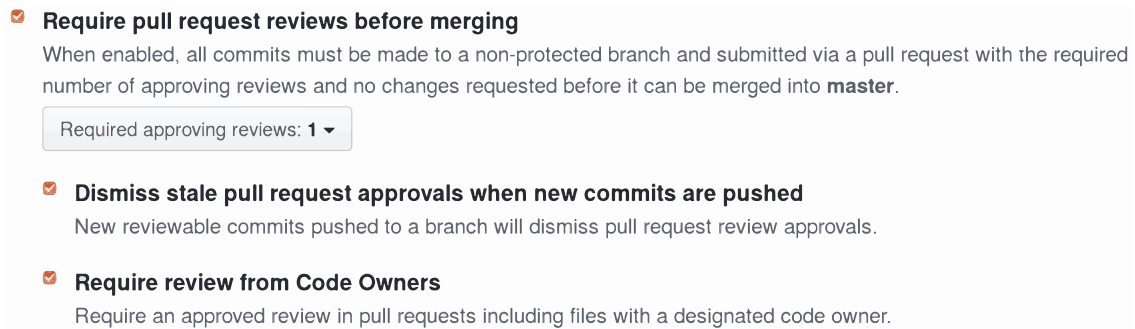 Require pull request reviews before merging
When enabled, all commits must be made to a non-protected branch and submitted via a pull request with the required
number of approving reviews and no changes requested before it can be merged into master.
Required approving reviews: 1
Dismiss stale pull request approvals when new commits are pushed
New reviewable commits pushed to a branch will dismiss pull request review approvals.
Require review from Code Owners
Require an approved review in pull requests including files with a designated code owner.